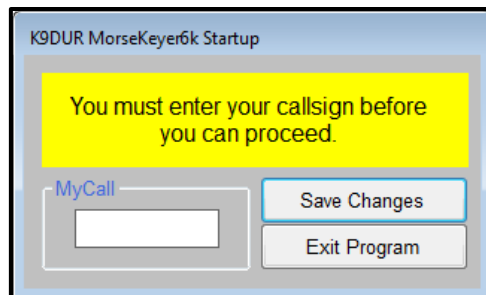 K9DUR MorseKeyer6k Startup
You must enter your callsign before
you can proceed.
MyCall
Save Changes
Exit Program